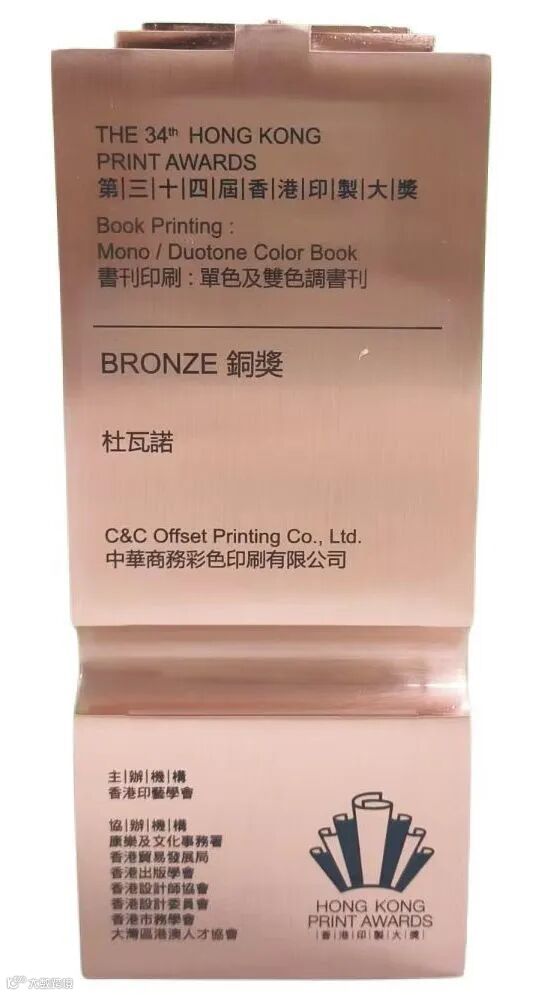 THE 34th HONG KONG
PRINT AWARDS
第|三|十|四|屆|香|港|印|製|大|獎
Book Printing :
Mono / Duotone Color Book
書刊印刷 : 單色及雙色調書刊
BRONZE 銅獎
杜瓦諾
C&C Offset Printing Co., Ltd.
中華商務彩色印刷有限公司
主|辦|機|構
香港印藝學會
協|辦|機|構
康樂及文化事務署
香港貿易發展局
香港出版學會
香港設計師協會
香港設計委員會
香港市務學會
大灣區港澳人才協會
HONG KONG
PRINT AWARDS
|香|港|印|製|大|獎|